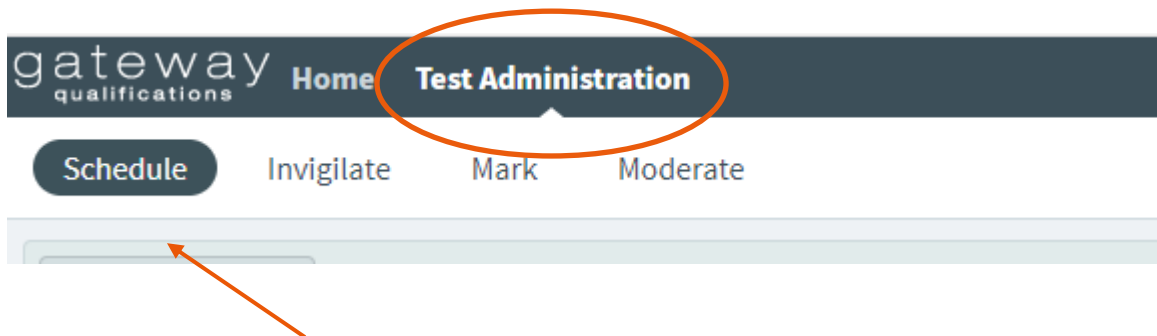 gateway
qualifications
Home Test Administration
Schedule Invigilate Mark Moderate